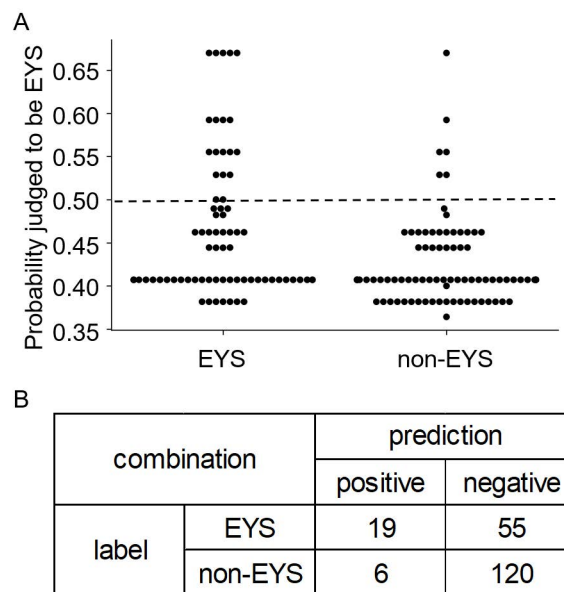 A
Probability judged to be EYS
0.65
0.60
0.55
0.50
0.45
0.40
0.35
EYS
non-EYS
B
combination
prediction
positive
negative
label
EYS
19
55
non-EYS
6
120